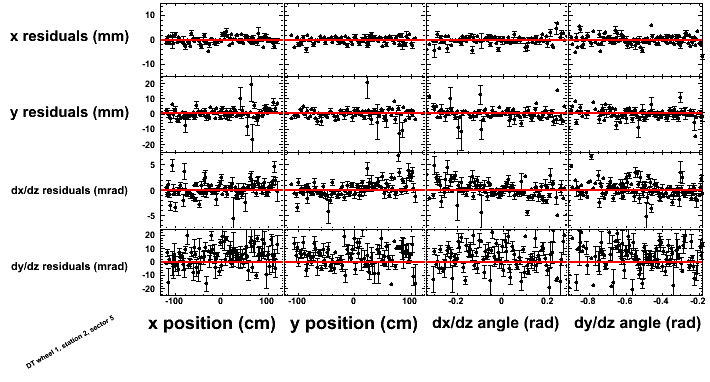 x residuals (mm)
10
0
-10
y residuals (mm)
20
10
0
-10
-20
dx/dz residuals (mrad)
5
0
-5
dy/dz residuals (mrad)
20
10
0
-10
-20
-100 0 100 -100 0 100 -0.2 0 0.2 -0.8 -0.6 -0.4 -0.2
x position (cm) y position (cm) dx/dz angle (rad) dy/dz angle (rad)
DT wheel 1, station 2, sector 5